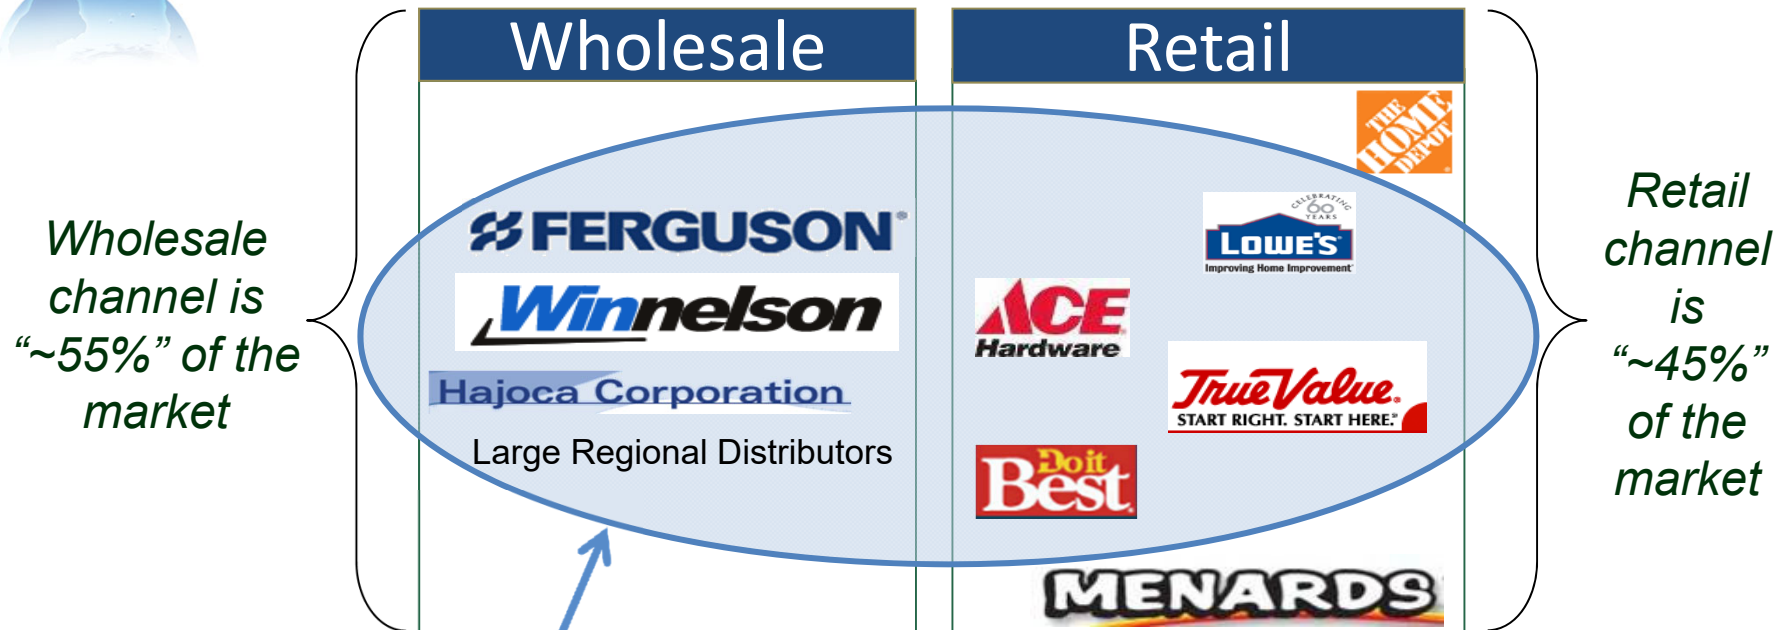 Wholesale
Retail
THE
HOME
DEPOT
Wholesale
channel is
“~55%” of the
market
FERGUSON®
Winnelson
Hajoca Corporation
Large Regional Distributors
CELEBRATING
60
YEARS
LOWE'S
Improving Home Improvement
ACE
Hardware
True Value.
START RIGHT. START HERE.
Do it
Best
MENARDS
Retail
channel
is
“~45%”
of the
market